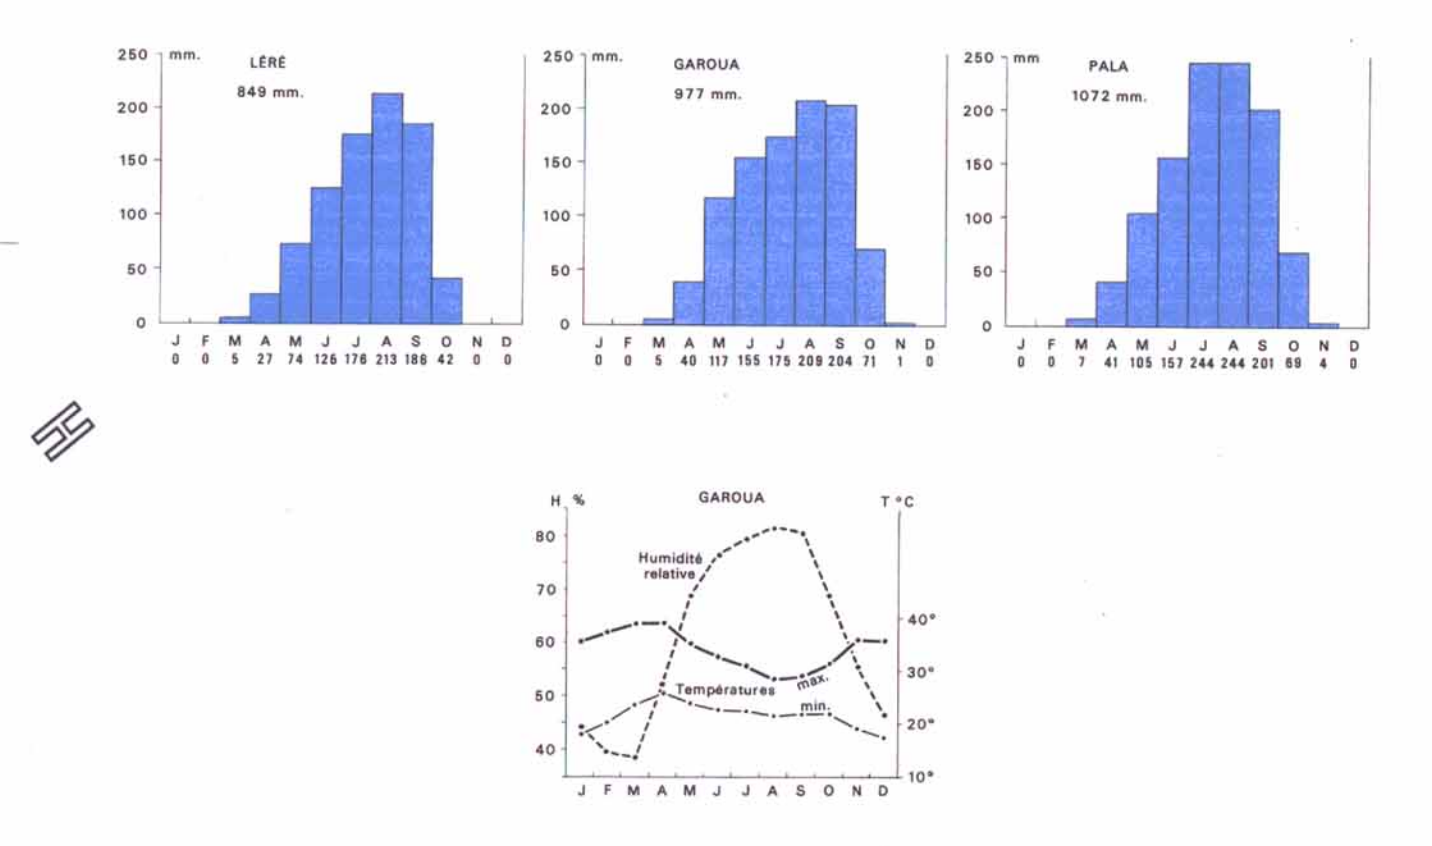 250 mm.
LÉRÉ
849 mm.
200
150
100
50
0
J F M A M J J A S O N D
0 0 5 27 74 126 176 213 186 42 0 0
250 mm.
GAROUA
977 mm.
200
150
100
50
0
J F M A M J J A S O N D
0 0 5 40 117 155 175 209 204 71 1 0
250 mm
PALA
1072 mm.
200
150
100
50
0
J F M A M J J A S O N D
0 0 7 41 105 157 244 244 201 69 4 0
H %
GAROUA
T °C
80
70
60
50
40
Humidité
relative
Températures
max.
min.
40°
30°
20°
10°
J F M A M J J A S O N D